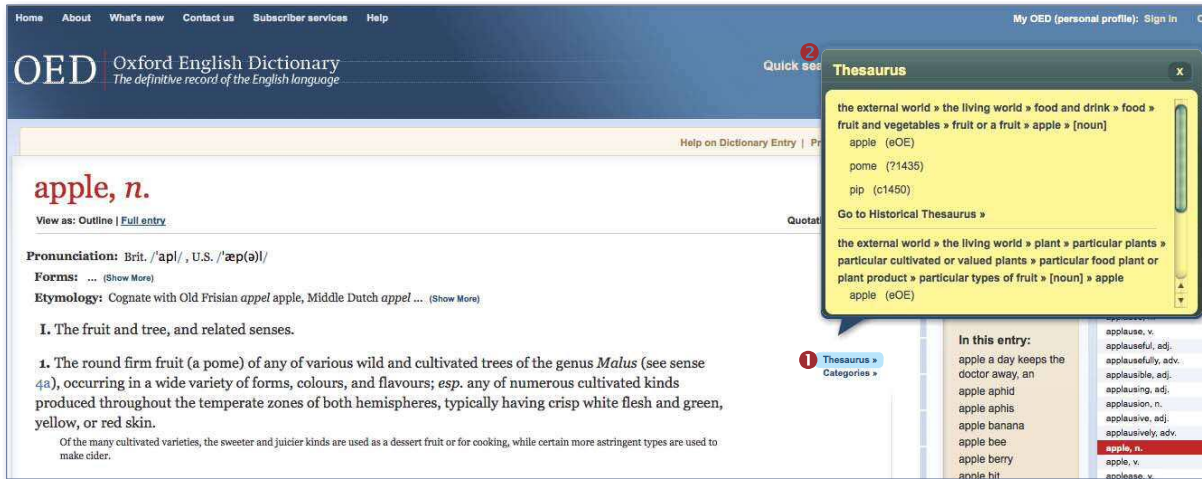 Home About What's new Contact us Subscriber services Help
My OED (personal profile): Sign in
OED Oxford English Dictionary
The definitive record of the English language
2
Quick sea
Thesaurus x
the external world » the living world » food and drink » food »
fruit and vegetables » fruit or a fruit » apple » [noun]
apple (eOE)
pome (?1435)
pip (c1450)
Go to Historical Thesaurus »
the external world » the living world » plant » particular plants »
particular cultivated or valued plants » particular food plant or
plant product » particular types of fruit » [noun] » apple
apple (eOE)
Help on Dictionary Entry | Pr
apple, n.
View as: Outline | Full entry
Quotati
Pronunciation: Brit. /ˈapl/ , U.S. /ˈæp(ə)l/
Forms: ... (Show More)
Etymology: Cognate with Old Frisian appel apple, Middle Dutch appel ... (Show More)
I. The fruit and tree, and related senses.
1. The round firm fruit (a pome) of any of various wild and cultivated trees of the genus Malus (see sense
4a), occurring in a wide variety of forms, colours, and flavours; esp. any of numerous cultivated kinds
produced throughout the temperate zones of both hemispheres, typically having crisp white flesh and green,
yellow, or red skin.
Of the many cultivated varieties, the sweeter and juicier kinds are used as a dessert fruit or for cooking, while certain more astringent types are used to
make cider.
1 Thesaurus »
Categories »
In this entry:
apple a day keeps the
doctor away, an
apple aphid
apple aphis
apple banana
apple bee
apple berry
apple bit
applause, v.
applauseful, adj.
applausefully, adv.
applausible, adj.
applausing, adj.
applausion, n.
applausive, adj.
applausively, adv.
apple, n.
apple, v.
applease, v.